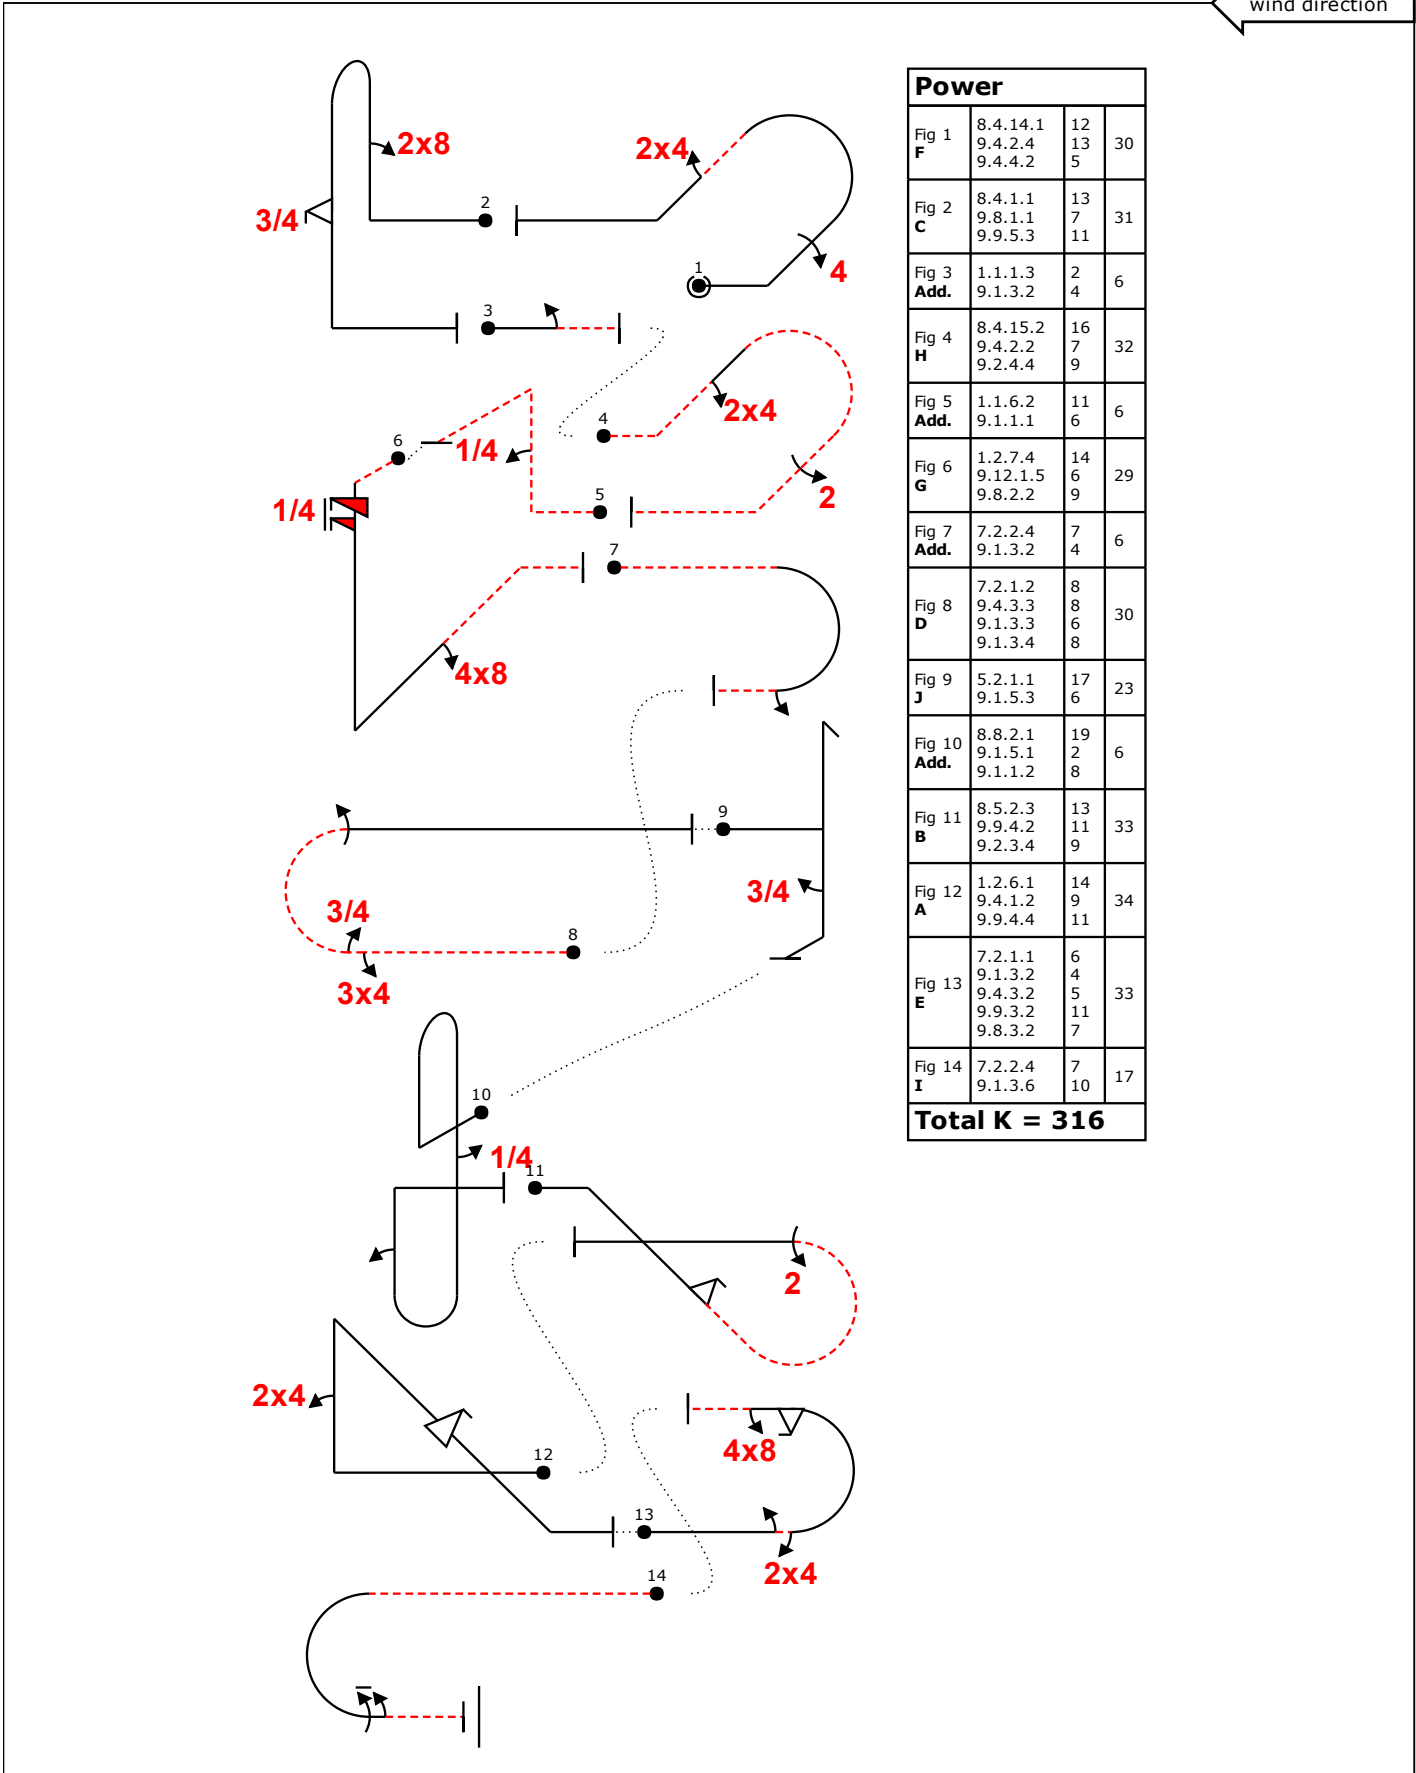 wind direction
2x8
2x4
3/4
2
1
4
3
2x4
4
6
1/4
2
1/4
5
7
4x8
9
3/4
3/4
8
3x4
10
1/4
11
2
2x4
12
4x8
13
2x4
14
Power
Fig 1 F 8.4.14.1 12 30
9.4.2.4 13
9.4.4.2 5
Fig 2 C 8.4.1.1 13 31
9.8.1.1 7
9.9.5.3 11
Fig 3 Add. 1.1.1.3 2 6
9.1.3.2 4
Fig 4 H 8.4.15.2 16 32
9.4.2.2 7
9.2.4.4 9
Fig 5 Add. 1.1.6.2 11 6
9.1.1.1 6
Fig 6 G 1.2.7.4 14 29
9.12.1.5 6
9.8.2.2 9
Fig 7 Add. 7.2.2.4 7 6
9.1.3.2 4
Fig 8 D 7.2.1.2 8 30
9.4.3.3 8
9.1.3.3 6
9.1.3.4 8
Fig 9 J 5.2.1.1 17 23
9.1.5.3 6
Fig 10 Add. 8.8.2.1 19 6
9.1.5.1 2
9.1.1.2 8
Fig 11 B 8.5.2.3 13 33
9.9.4.2 11
9.2.3.4 9
Fig 12 A 1.2.6.1 14 34
9.4.1.2 9
9.9.4.4 11
Fig 13 E 7.2.1.1 6 33
9.1.3.2 4
9.4.3.2 5
9.9.3.2 11
9.8.3.2 7
Fig 14 I 7.2.2.4 7 17
9.1.3.6 10
Total K = 316